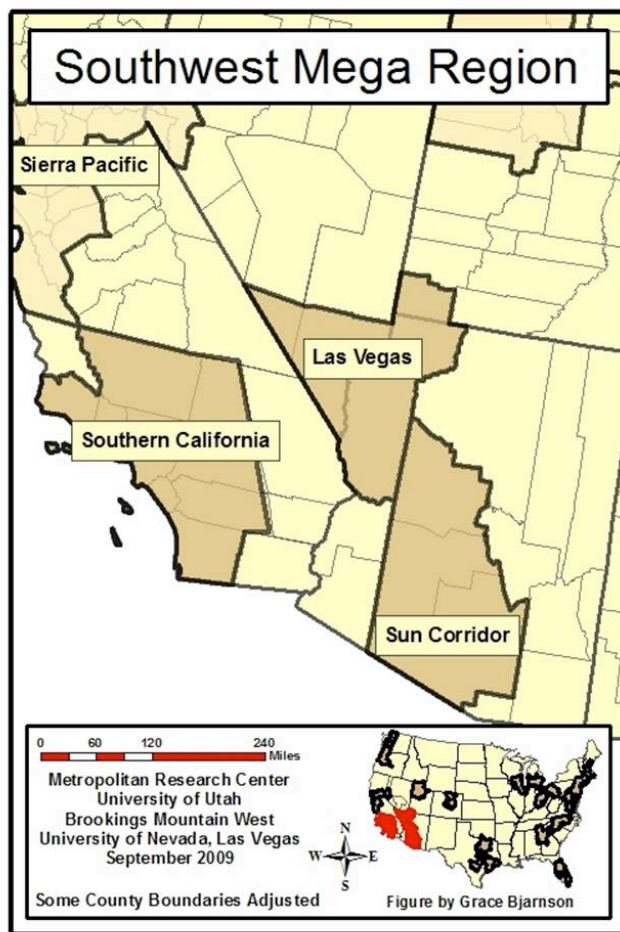 Southwest Mega Region
Sierra Pacific
Las Vegas
Southern California
Sun Corridor
0 60 120 240
Miles
Metropolitan Research Center
University of Utah
Brookings Mountain West
University of Nevada, Las Vegas
September 2009
N
W E
S
Some County Boundaries Adjusted
Figure by Grace Bjarnson